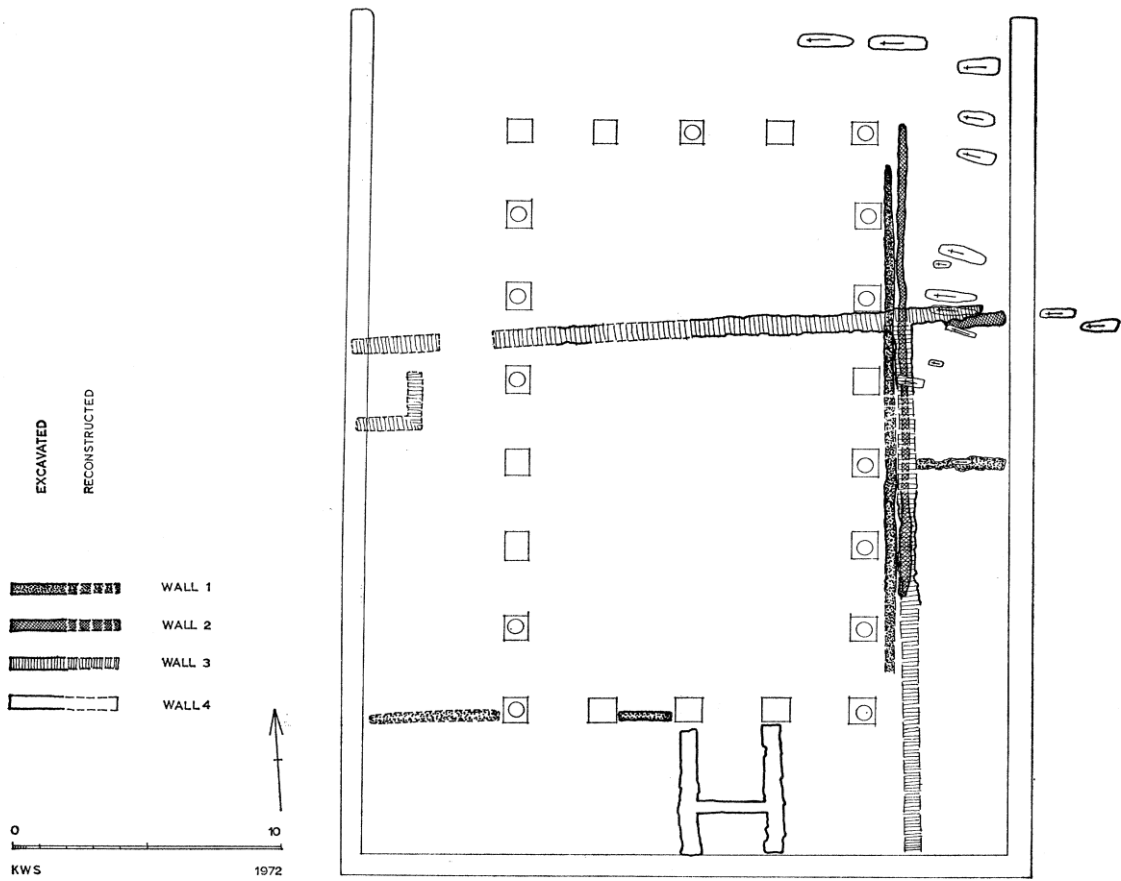 EXCAVATED
RECONSTRUCTED
WALL 1
WALL 2
WALL 3
WALL 4
0 10
KWS 1972